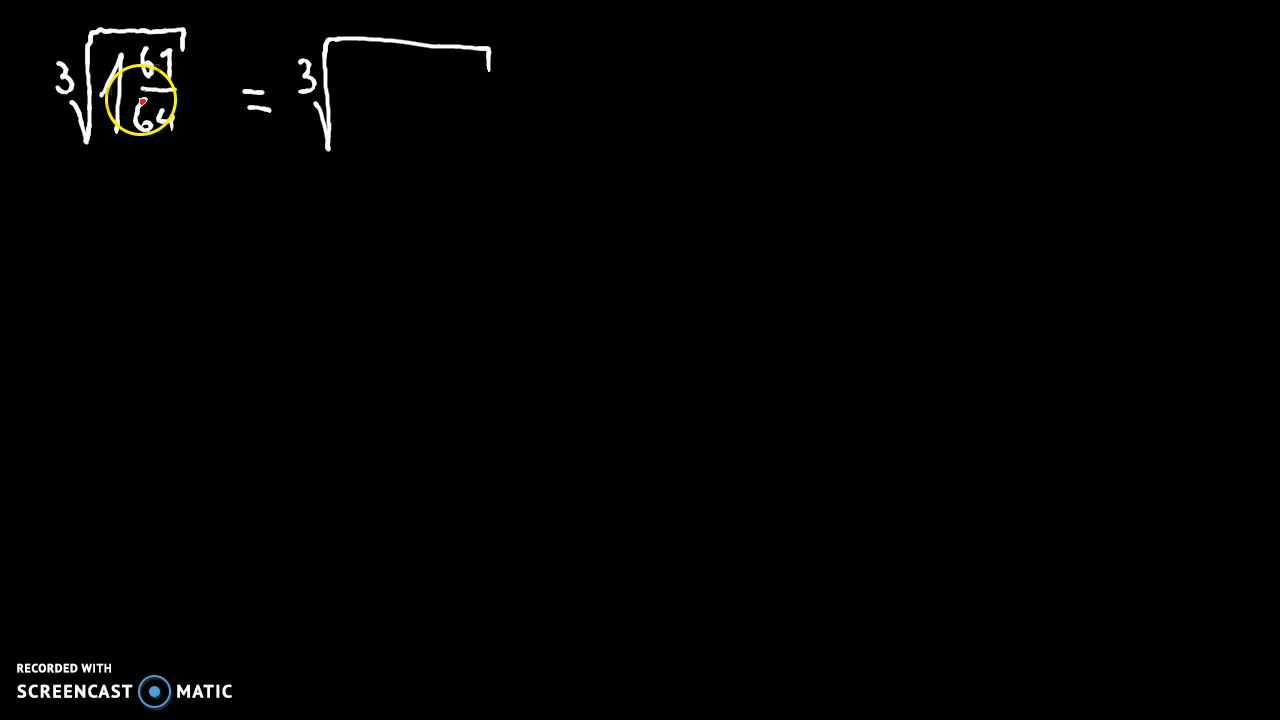 ∛(1 61/64) = ∛
RECORDED WITH
SCREENCAST MATIC